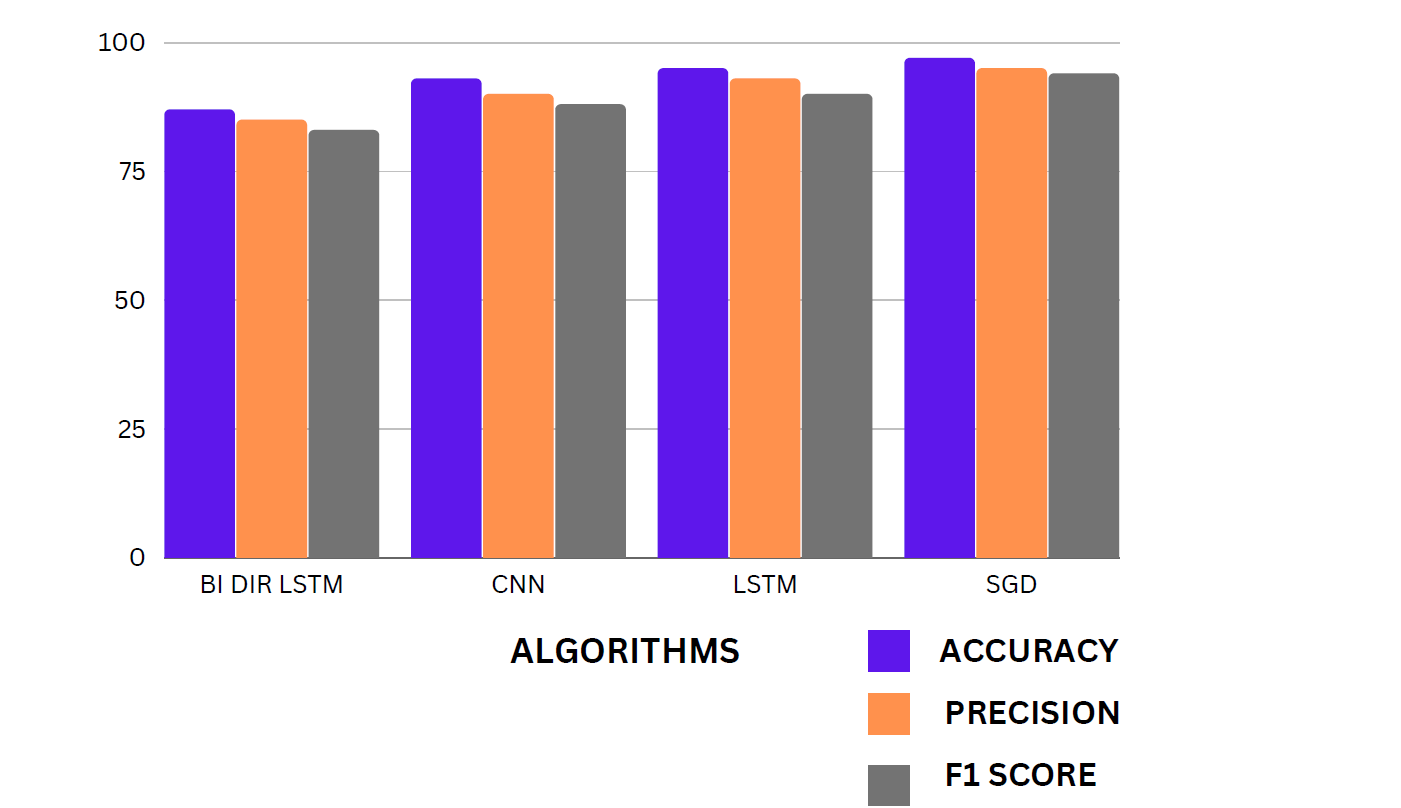 100
75
50
25
0
BI DIR LSTM CNN LSTM SGD
ALGORITHMS
ACCURACY
PRECISION
F1 SCORE